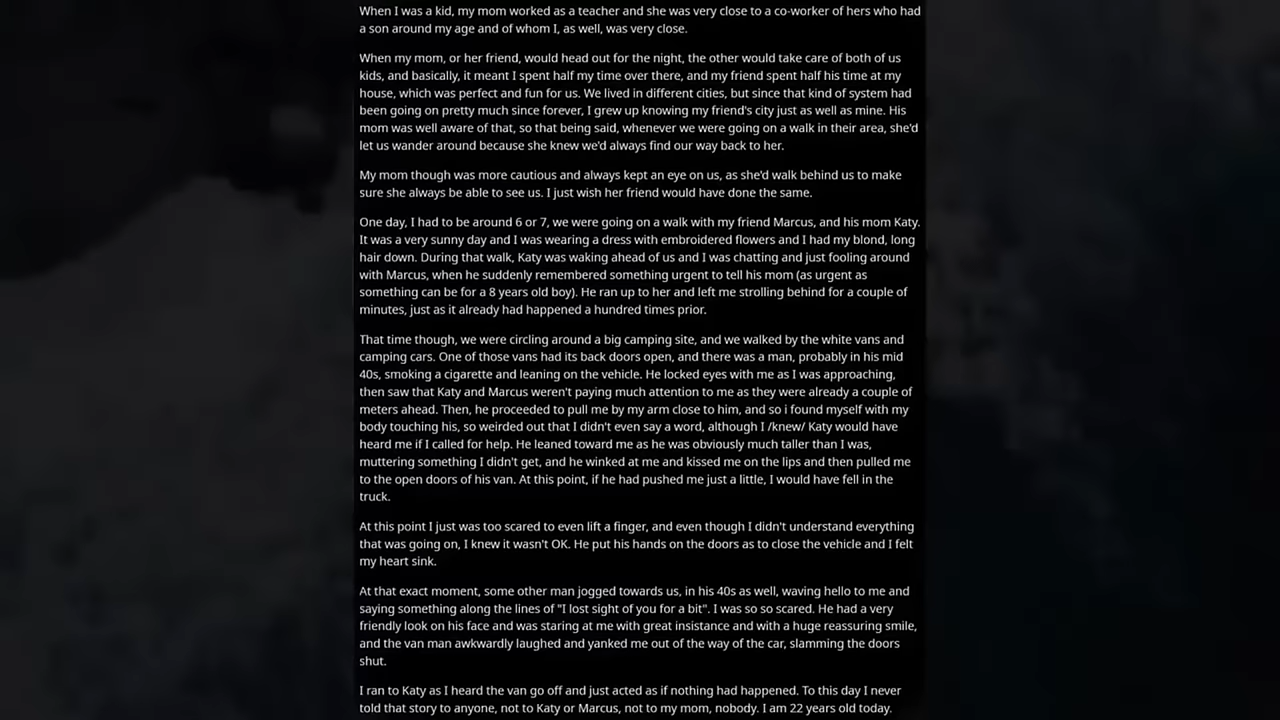 When I was a kid, my mom worked as a teacher and she was very close to a co-worker of hers who had
a son around my age and of whom I, as well, was very close.
When my mom, or her friend, would head out for the night, the other would take care of both of us
kids, and basically, it meant I spent half my time over there, and my friend spent half his time at my
house, which was perfect and fun for us. We lived in different cities, but since that kind of system had
been going on pretty much since forever, I grew up knowing my friend's city just as well as mine. His
mom was well aware of that, so that being said, whenever we were going on a walk in their area, she'd
let us wander around because she knew we'd always find our way back to her.
My mom though was more cautious and always kept an eye on us, as she'd walk behind us to make
sure she always be able to see us. I just wish her friend would have done the same.
One day, I had to be around 6 or 7, we were going on a walk with my friend Marcus, and his mom Katy.
It was a very sunny day and I was wearing a dress with embroidered flowers and I had my blond, long
hair down. During that walk, Katy was waking ahead of us and I was chatting and just fooling around
with Marcus, when he suddenly remembered something urgent to tell his mom (as urgent as
something can be for a 8 years old boy). He ran up to her and left me strolling behind for a couple of
minutes, just as it already had happened a hundred times prior.
That time though, we were circling around a big camping site, and we walked by the white vans and
camping cars. One of those vans had its back doors open, and there was a man, probably in his mid
40s, smoking a cigarette and leaning on the vehicle. He locked eyes with me as I was approaching,
then saw that Katy and Marcus weren't paying much attention to me as they were already a couple of
meters ahead. Then, he proceeded to pull me by my arm close to him, and so i found myself with my
body touching his, so weirded out that I didn't even say a word, although I /knew/ Katy would have
heard me if I called for help. He leaned toward me as he was obviously much taller than I was,
muttering something I didn't get, and he winked at me and kissed me on the lips and then pulled me
to the open doors of his van. At this point, if he had pushed me just a little, I would have fell in the
truck.
At this point I just was too scared to even lift a finger, and even though I didn't understand everything
that was going on, I knew it wasn't OK. He put his hands on the doors as to close the vehicle and I felt
my heart sink.
At that exact moment, some other man jogged towards us, in his 40s as well, waving hello to me and
saying something along the lines of "I lost sight of you for a bit". I was so so scared. He had a very
friendly look on his face and was staring at me with great insistance and with a huge reassuring smile,
and the van man awkwardly laughed and yanked me out of the way of the car, slamming the doors
shut.
I ran to Katy as I heard the van go off and just acted as if nothing had happened. To this day I never
told that story to anyone, not to Katy or Marcus, not to my mom, nobody. I am 22 years old today.